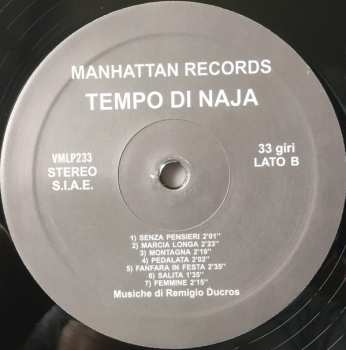 MANHATTAN RECORDS
TEMPO DI NAJA
VMLP233
STEREO
S.I.A.E.
33 giri
LATO B
1) SENZA PENSIERI 2'01"
2) MARCIA LONGA 2'33"
3) MONTAGNA 2'19"
4) PEDALATA 2'02"
5) FANFARA IN FESTA 2'35"
6) SALITA 1'35"
7) FEMMINE 2'15"
Musiche di Remigio Ducros